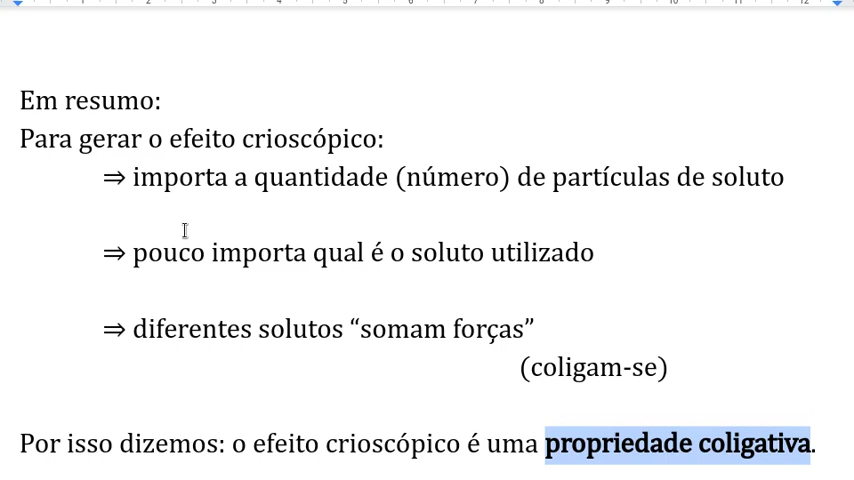 Em resumo:
Para gerar o efeito crioscópico:
⇒ importa a quantidade (número) de partículas de soluto
⇒ pouco importa qual é o soluto utilizado
⇒ diferentes solutos “somam forças”
(coligam-se)
Por isso dizemos: o efeito crioscópico é uma propriedade coligativa.